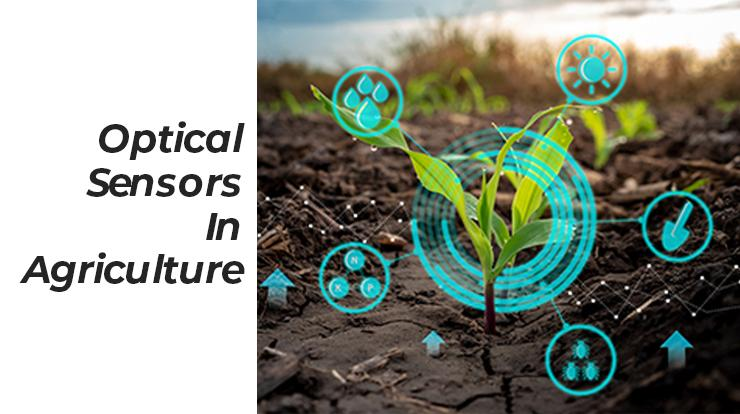 Optical
Sensors
In
Agriculture
N
K P